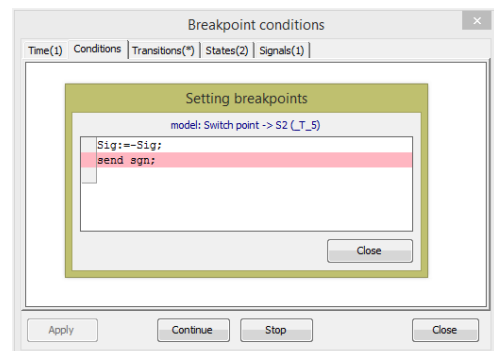 Breakpoint conditions
Time(1) Conditions Transitions(*) States(2) Signals(1)
Setting breakpoints
model: Switch point -> S2 (_T_5)
Sig:=-Sig;
send sgn;
Close
Apply Continue Stop Close